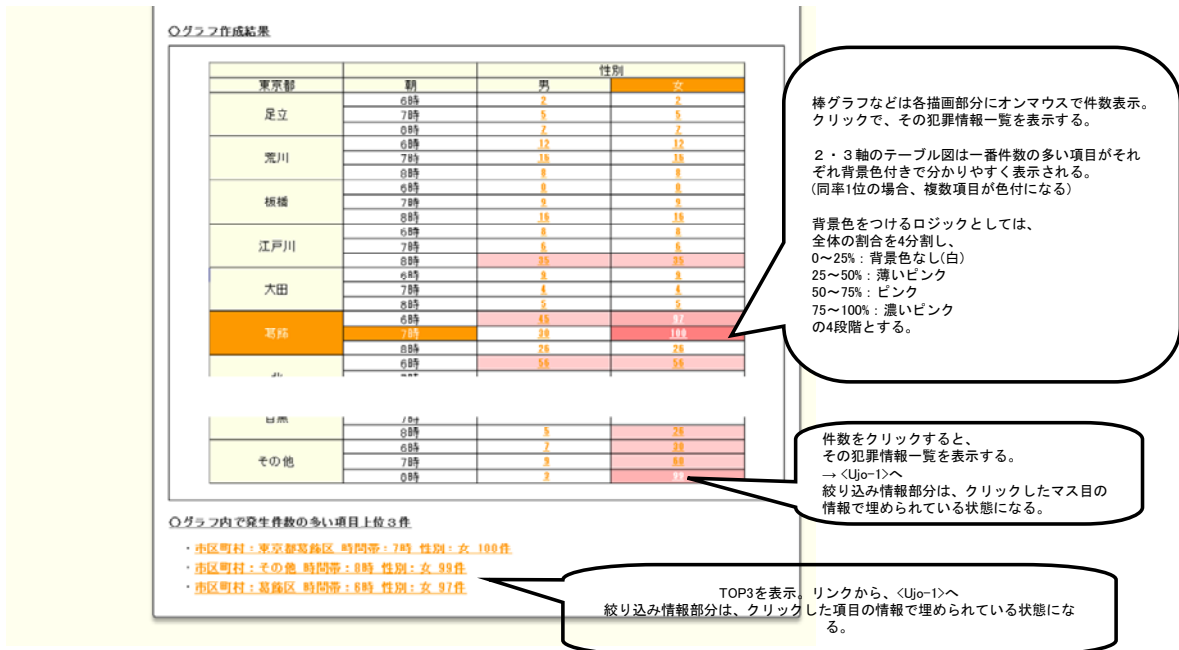 〇グラフ作成結果
性別
東京都 朝 男 女
足立 6時 2 2
7時 5 5
8時 7 7
荒川 6時 12 12
7時 16 16
8時 8 8
板橋 6時 8 8
7時 9 9
8時 16 16
江戸川 6時 8 8
7時 6 6
8時 35 35
大田 6時 9 9
7時 4 4
8時 5 5
葛飾 6時 45 97
7時 30 100
8時 26 26
北 6時 56 56
目黒 7時
8時 5 26
その他 6時 7 30
7時 9
8時 99
〇グラフ内で発生件数の多い項目上位３件
・市区町村：東京都葛飾区 時間帯：7時 性別：女 100件
・市区町村：その他 時間帯：8時 性別：女 99件
・市区町村：葛飾区 時間帯：6時 性別：女 97件
棒グラフなどは各描画部分にオンマウスで件数表示。
クリックで、その犯罪情報一覧を表示する。
２・３軸のテーブル図は一番件数の多い項目がそれ
ぞれ背景色付きで分かりやすく表示される。
(同率1位の場合、複数項目が色付になる)
背景色をつけるロジックとしては、
全体の割合を4分割し、
0～25%：背景色なし(白)
25～50%：薄いピンク
50～75%：ピンク
75～100%：濃いピンク
の4段階とする。
件数をクリックすると、
その犯罪情報一覧を表示する。
→ <Ujo-1>へ
絞り込み情報部分は、クリックしたマス目の
情報で埋められている状態になる。
TOP3を表示。リンクから、<Ujo-1>へ
絞り込み情報部分は、クリックした項目の情報で埋められている状態にな
る。